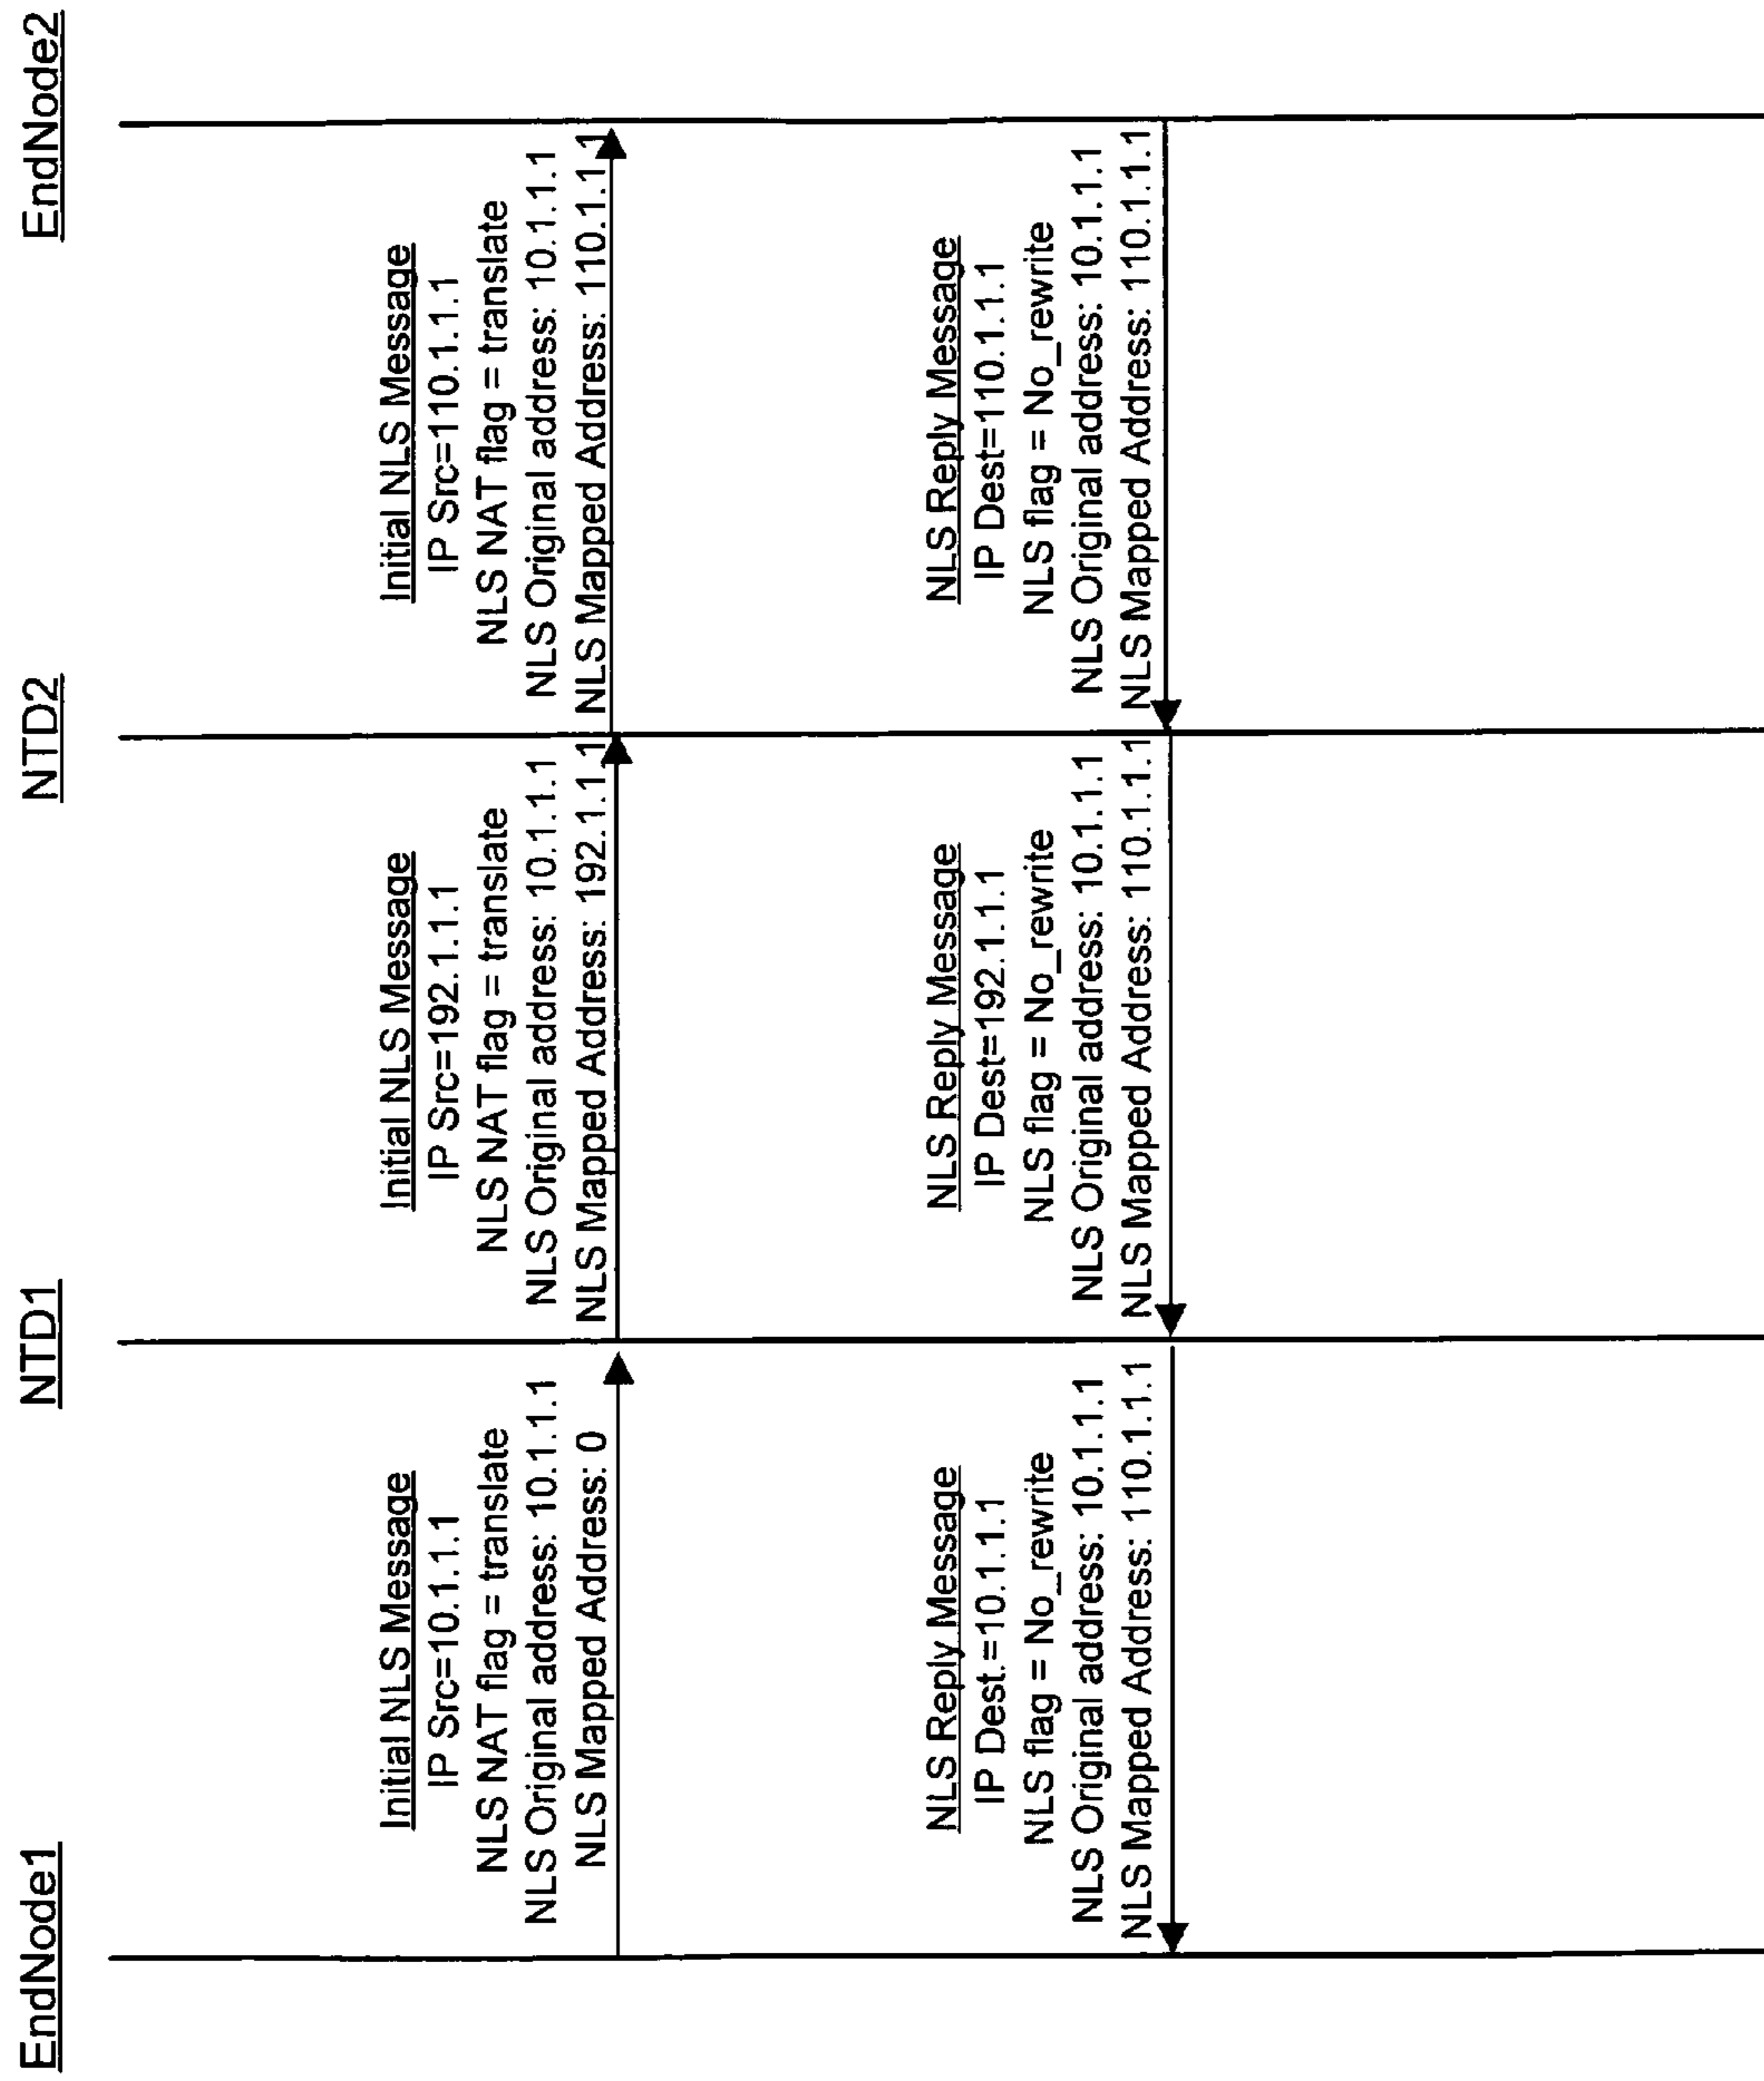 EndNode1
NTD1
NTD2
EndNode2
Initial NLS Message
IP Src=10.1.1.1
NLS NAT flag = translate
NLS Original address: 10.1.1.1
NLS Mapped Address: 0
Initial NLS Message
IP Src=192.1.1.1
NLS NAT flag = translate
NLS Original address: 10.1.1.1
NLS Mapped Address: 192.1.1.1
Initial NLS Message
IP Src=110.1.1.1
NLS NAT flag = translate
NLS Original address: 10.1.1.1
NLS Mapped Address: 110.1.1.1
NLS Reply Message
IP Dest.=10.1.1.1
NLS flag = No_rewrite
NLS Original address: 10.1.1.1
NLS Mapped Address: 110.1.1.1
NLS Reply Message
IP Dest=192.1.1.1
NLS flag = No_rewrite
NLS Original address: 10.1.1.1
NLS Mapped Address: 110.1.1.1
NLS Reply Message
IP Dest=110.1.1.1
NLS flag = No_rewrite
NLS Original address: 10.1.1.1
NLS Mapped Address: 110.1.1.1